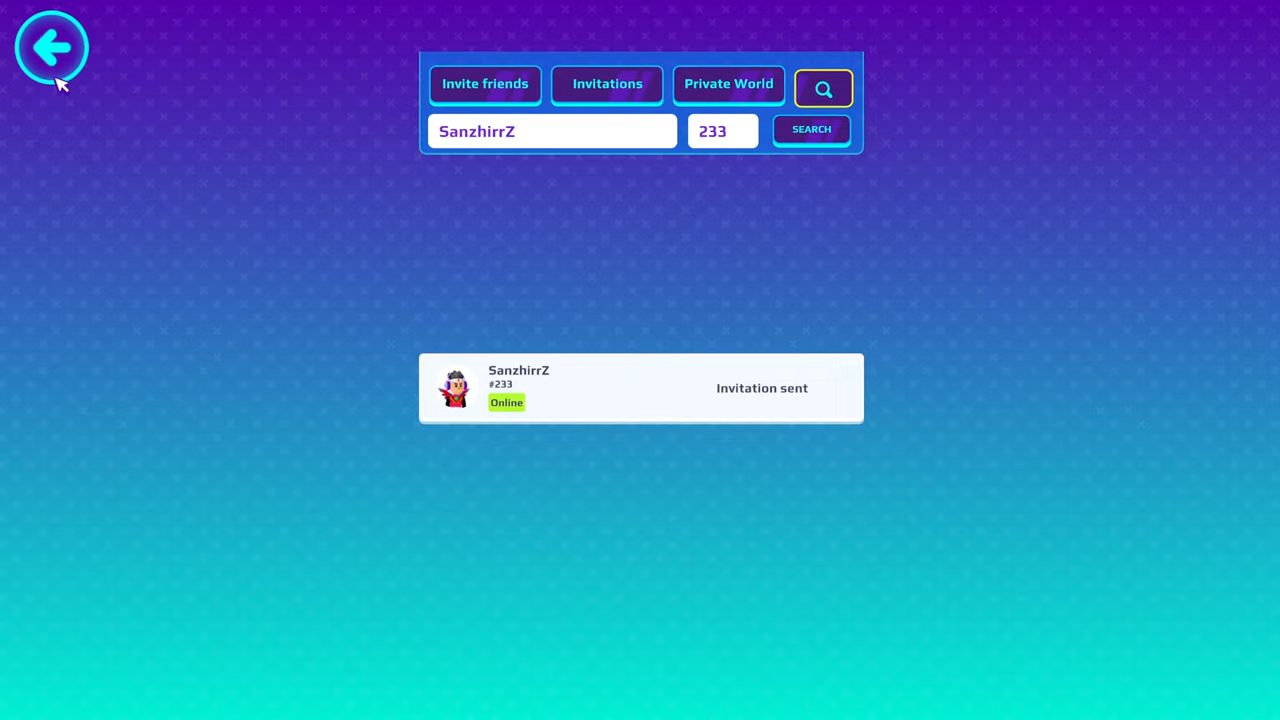 Invite friends
Invitations
Private World
SanzhirrZ
233
SEARCH
SanzhirrZ
#233
Online
Invitation sent